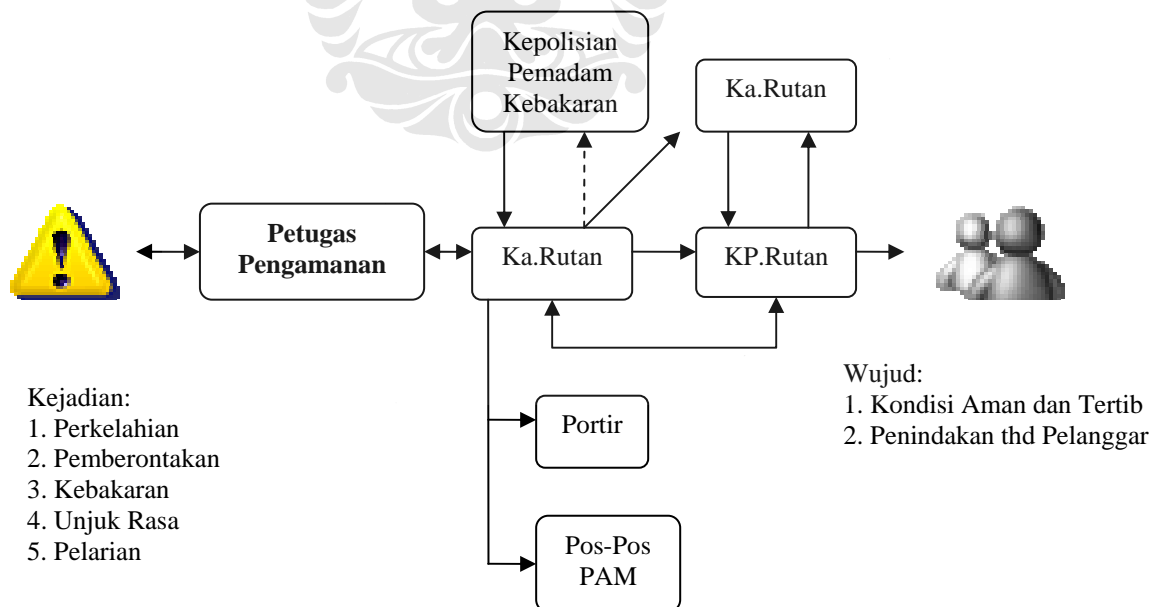 Kepolisian
Pemadam
Kebakaran
Ka.Rutan
Petugas
Pengamanan
Ka.Rutan
KP.Rutan
Kejadian:
1. Perkelahian
2. Pemberontakan
3. Kebakaran
4. Unjuk Rasa
5. Pelarian
Wujud:
1. Kondisi Aman dan Tertib
2. Penindakan thd Pelanggar
Portir
Pos-Pos
PAM